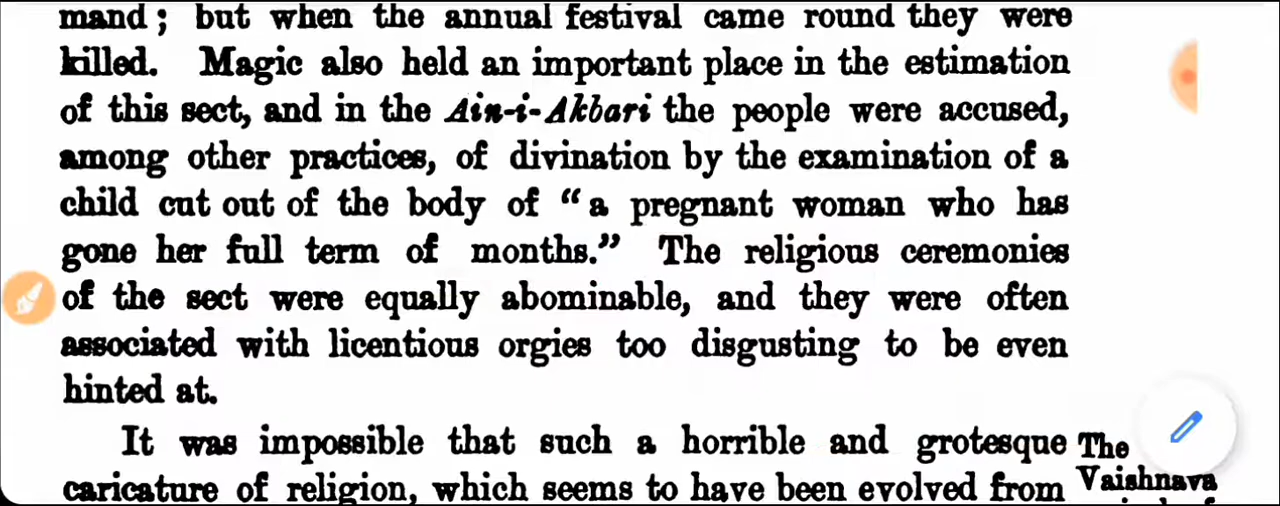 mand; but when the annual festival came round they were
killed. Magic also held an important place in the estimation
of this sect, and in the Ain-i-Akbari the people were accused,
among other practices, of divination by the examination of a
child cut out of the body of “a pregnant woman who has
gone her full term of months.” The religious ceremonies
of the sect were equally abominable, and they were often
associated with licentious orgies too disgusting to be even
hinted at.
It was impossible that such a horrible and grotesque
caricature of religion, which seems to have been evolved from
The
Vaishnava